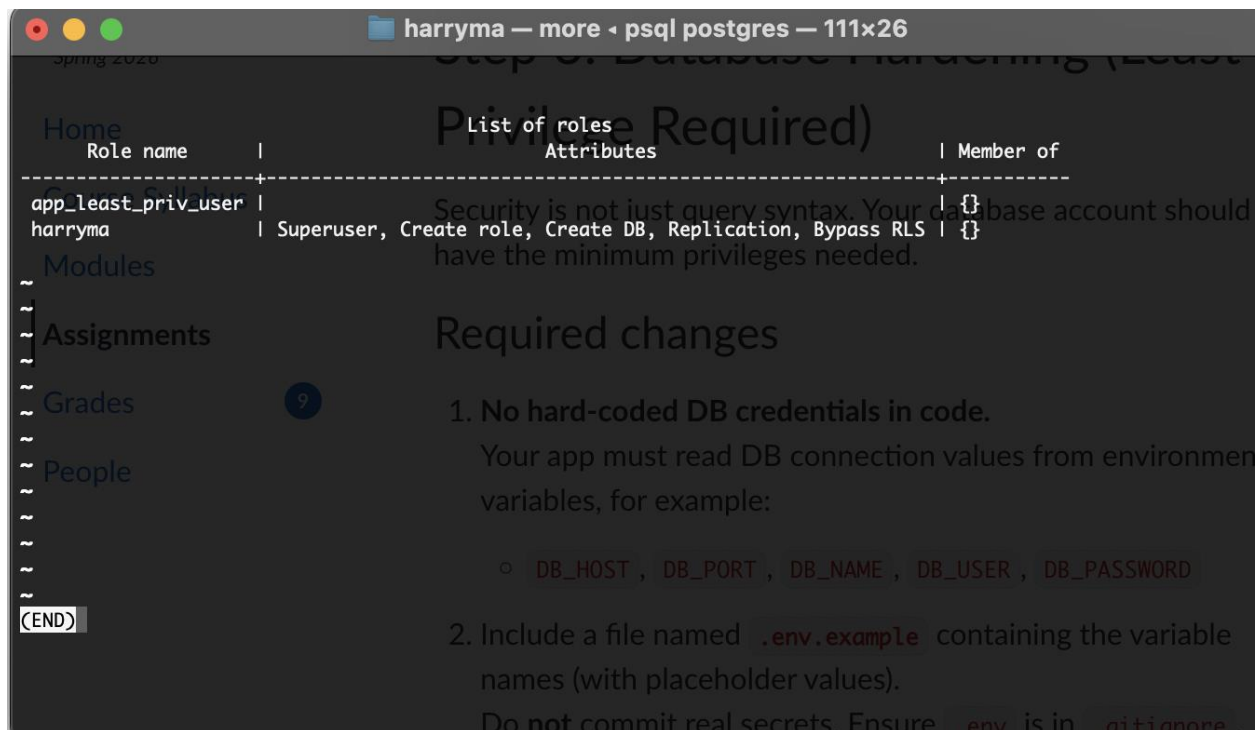 harryma — more ◂ psql postgres — 111×26
Spring 2026
Step 6: Database Hardening (Least
Privilege Required)
Home
List of roles
Role name | Attributes | Member of
---------------------+------------------------------------------------------------+-----------
Course Syllabus
app_least_priv_user | | {}
Security is not just query syntax. Your database account should
harryma | Superuser, Create role, Create DB, Replication, Bypass RLS | {}
have the minimum privileges needed.
Modules
~
~
~
~
~
~
~
~
~
~
~
~
~
Assignments
Required changes
Grades
9
1. No hard-coded DB credentials in code.
Your app must read DB connection values from environmen
variables, for example:
People
○ DB_HOST, DB_PORT, DB_NAME, DB_USER, DB_PASSWORD
(END)
2. Include a file named .env.example containing the variable
names (with placeholder values).
Do not commit real secrets. Ensure .env is in .gitignore